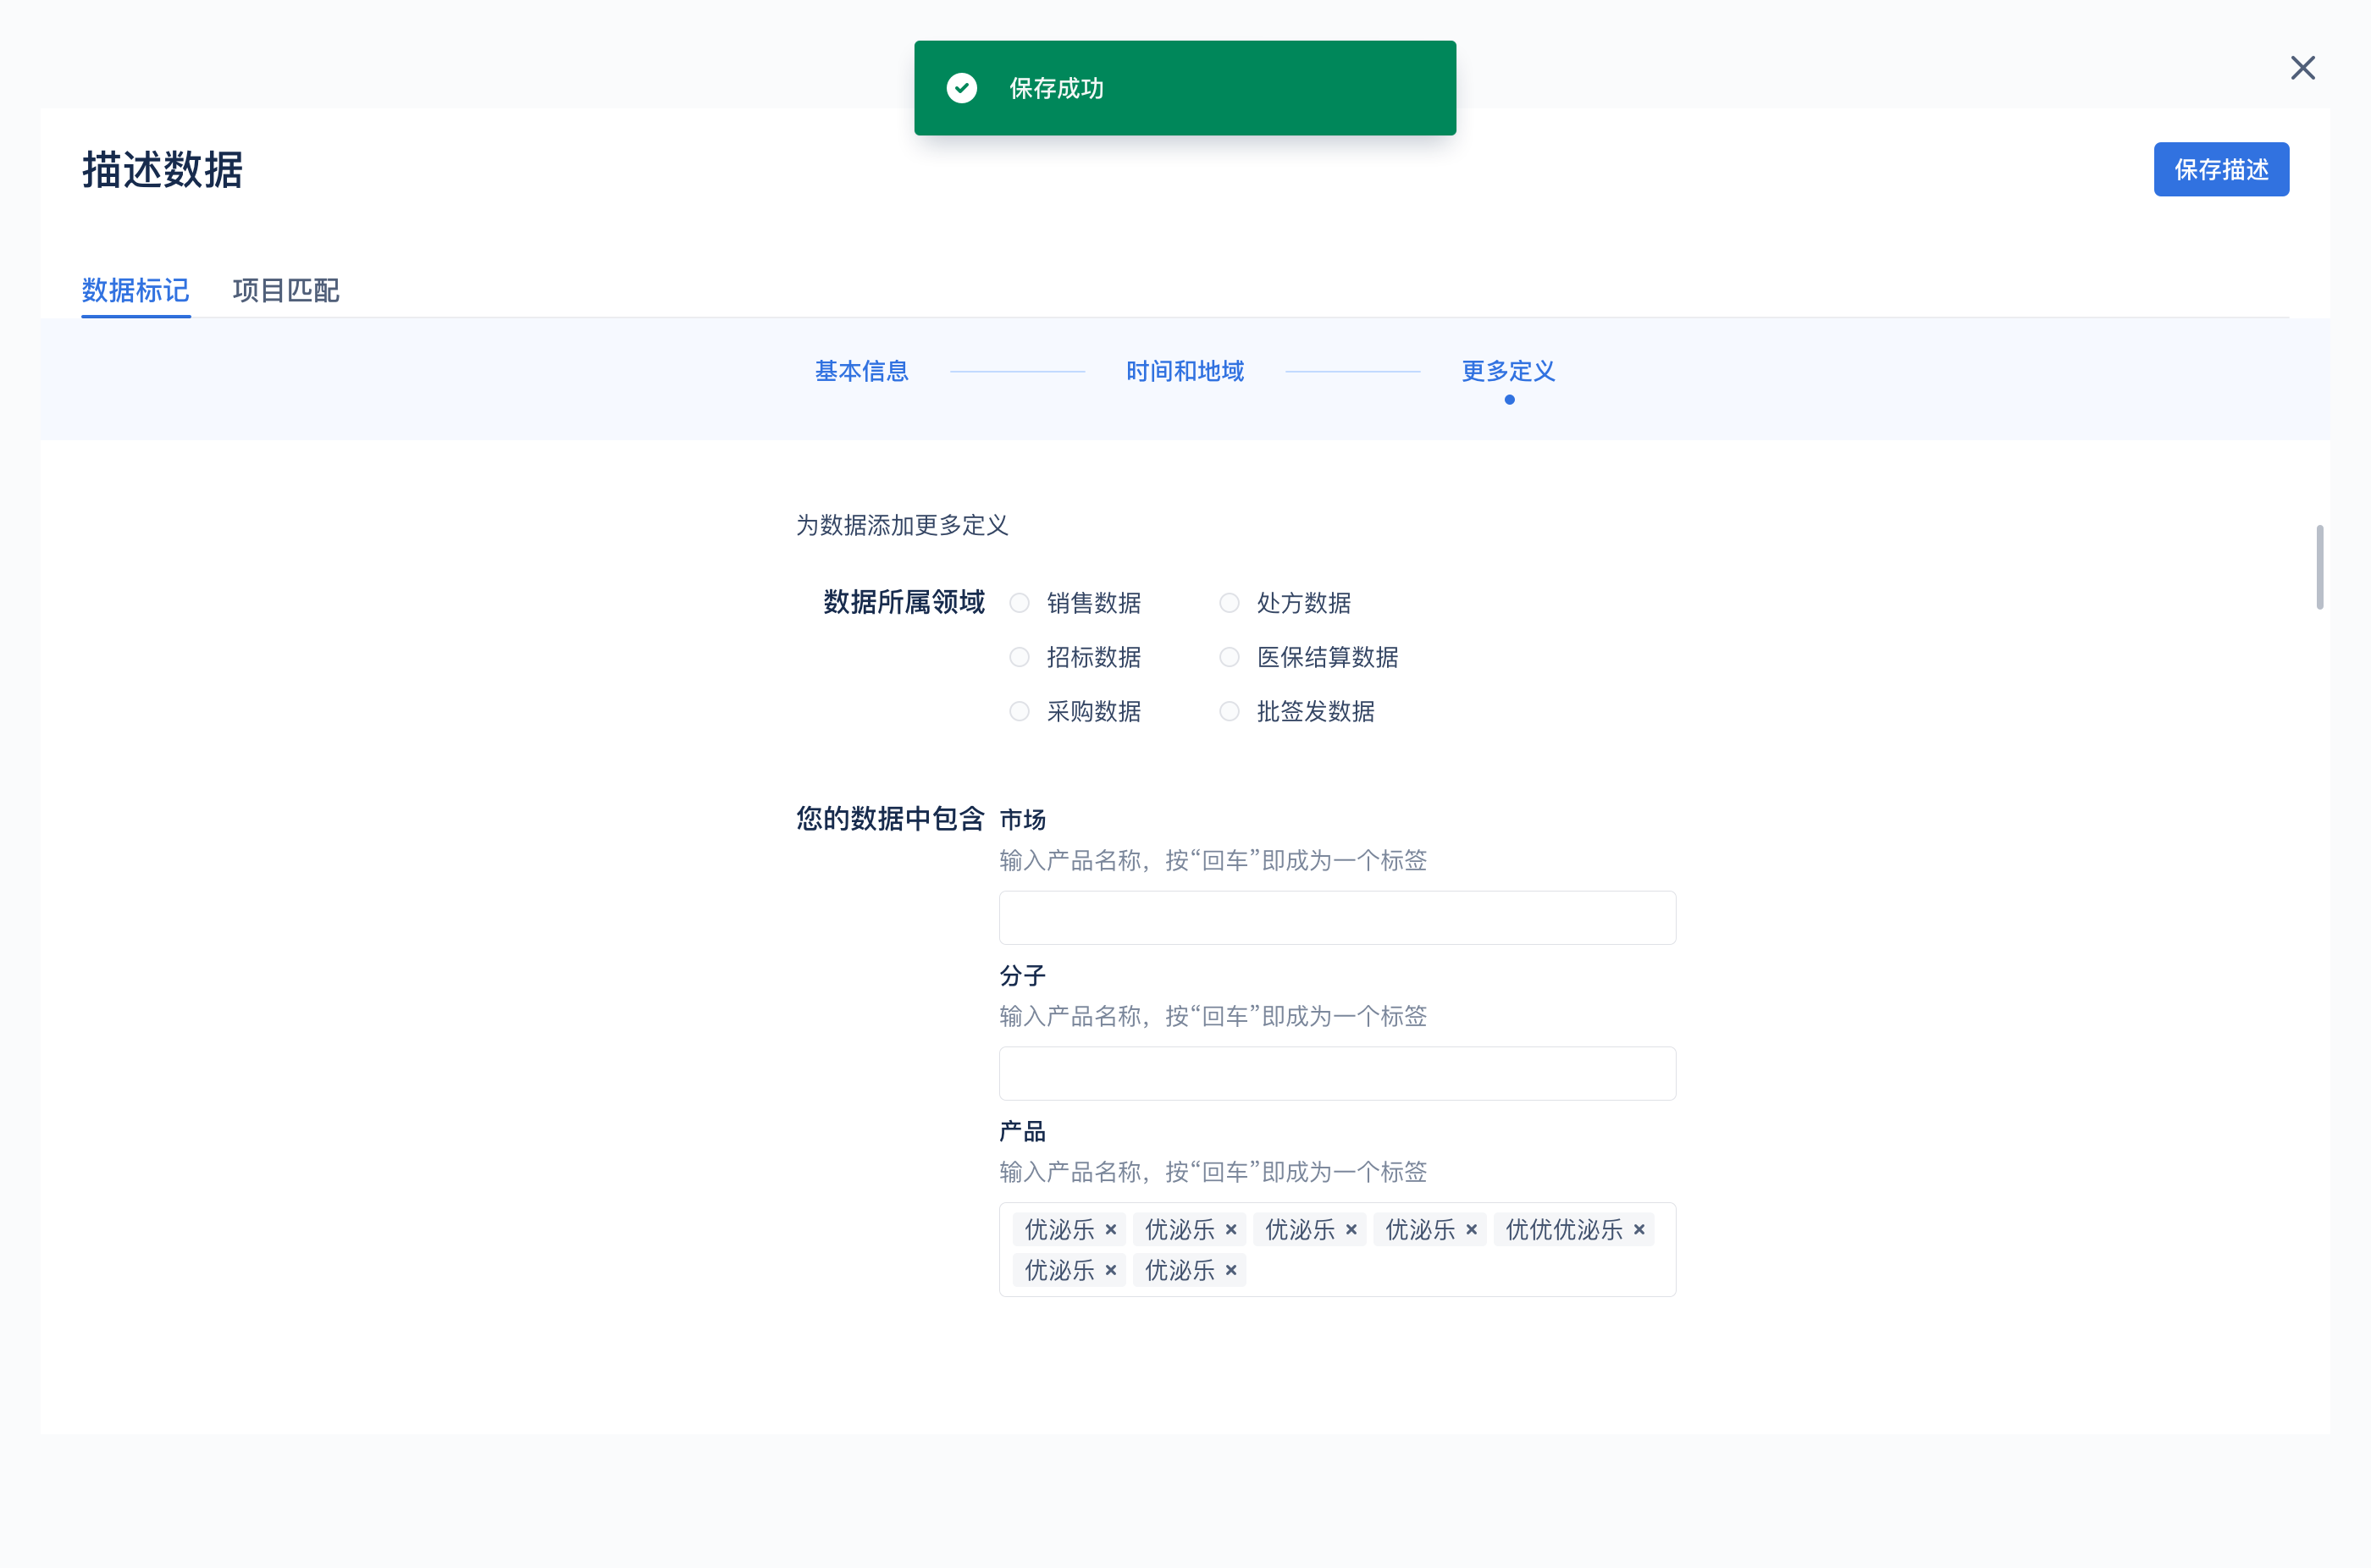 保存成功
描述数据
保存描述
数据标记 项目匹配
基本信息 时间和地域 更多定义
为数据添加更多定义
数据所属领域 销售数据 处方数据
招标数据 医保结算数据
采购数据 批签发数据
您的数据中包含 市场
输入产品名称，按“回车”即成为一个标签
分子
输入产品名称，按“回车”即成为一个标签
产品
输入产品名称，按“回车”即成为一个标签
优泌乐 优泌乐 优泌乐 优泌乐 优优优泌乐
优泌乐 优泌乐